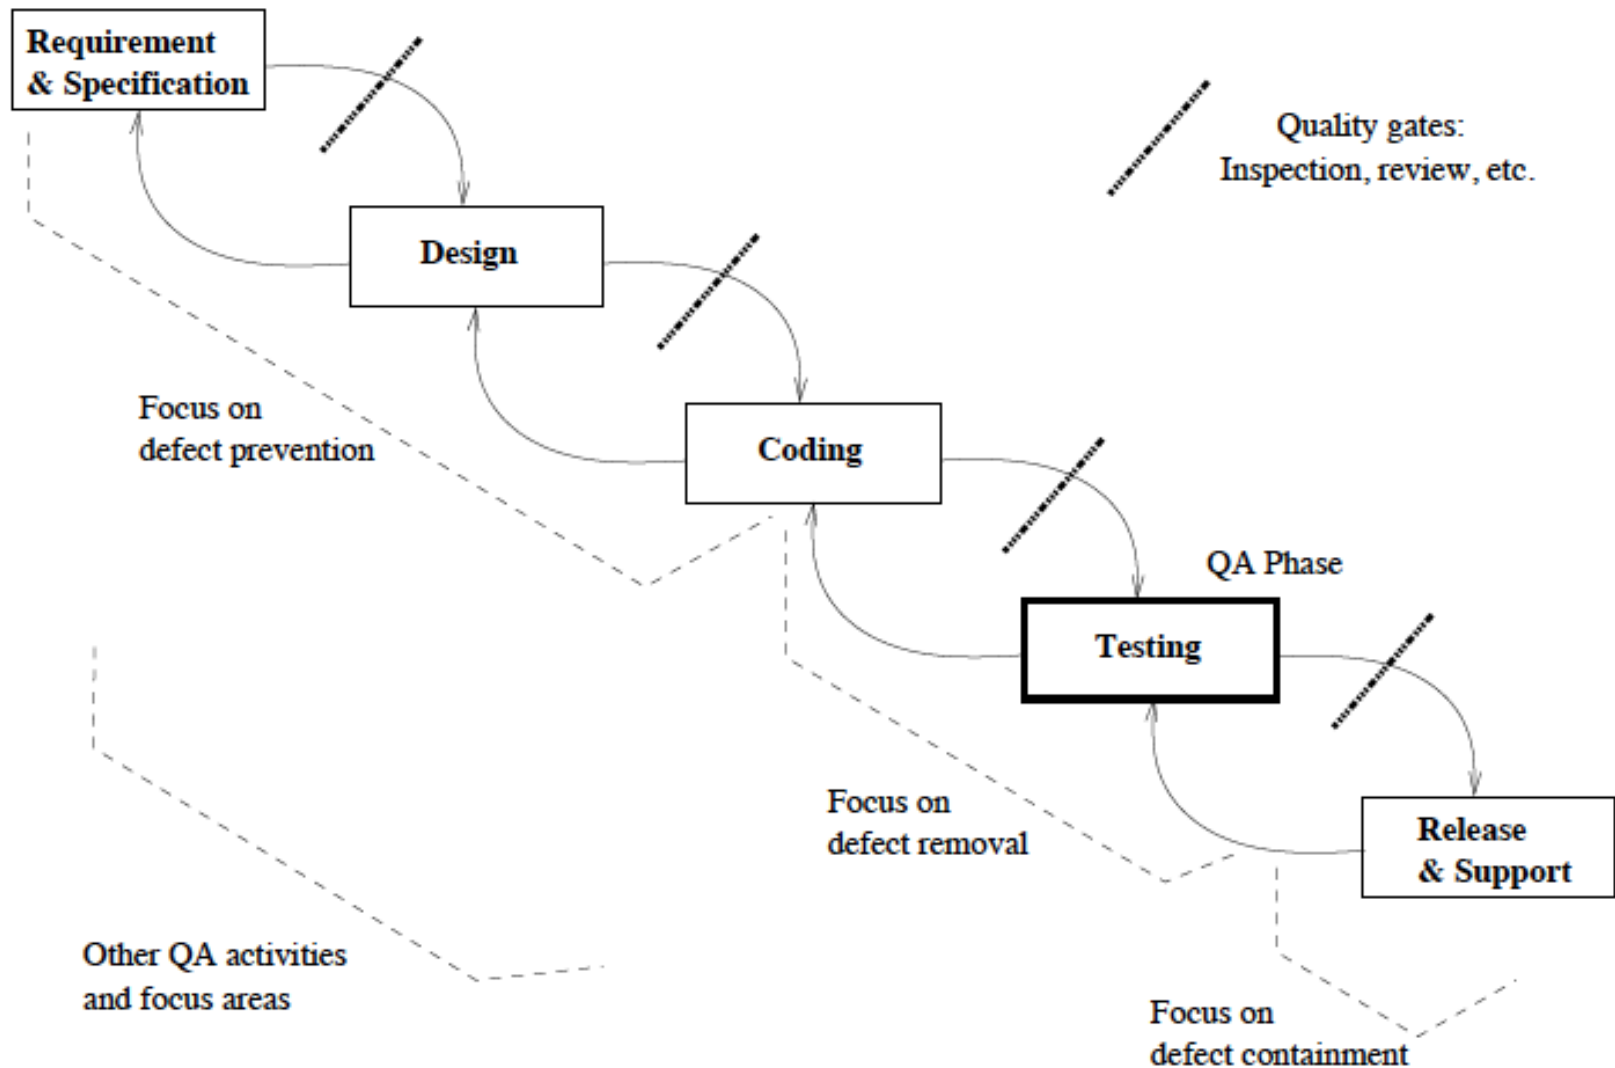 Requirement
& Specification
Quality gates:
Inspection, review, etc.
Design
Focus on
defect prevention
Coding
QA Phase
Testing
Focus on
defect removal
Release
& Support
Other QA activities
and focus areas
Focus on
defect containment